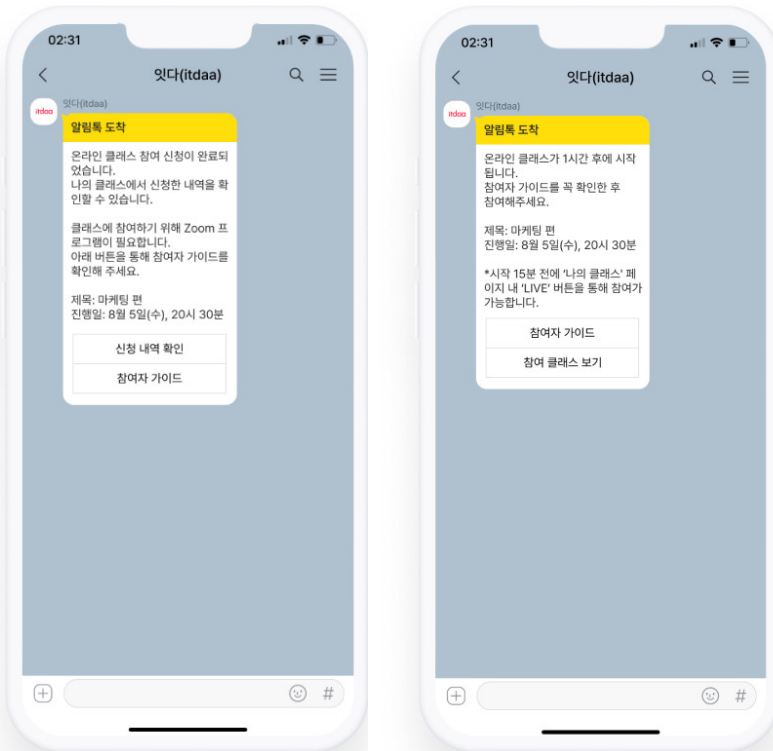 02:31
잇다(itdaa)
itdaa
잇다(itdaa)
알림톡 도착
온라인 클래스 참여 신청이 완료되
었습니다.
나의 클래스에서 신청한 내역을 확
인할 수 있습니다.
클래스에 참여하기 위해 Zoom 프
로그램이 필요합니다.
아래 버튼을 통해 참여자 가이드를
확인해 주세요.
제목: 마케팅 편
진행일: 8월 5일(수), 20시 30분
신청 내역 확인
참여자 가이드
#
02:31
잇다(itdaa)
itdaa
잇다(itdaa)
알림톡 도착
온라인 클래스가 1시간 후에 시작
됩니다.
참여자 가이드를 꼭 확인한 후
참여해주세요.
제목: 마케팅 편
진행일: 8월 5일(수), 20시 30분
*시작 15분 전에 ‘나의 클래스’ 페
이지 내 ‘LIVE’ 버튼을 통해 참여가
가능합니다.
참여자 가이드
참여 클래스 보기
#